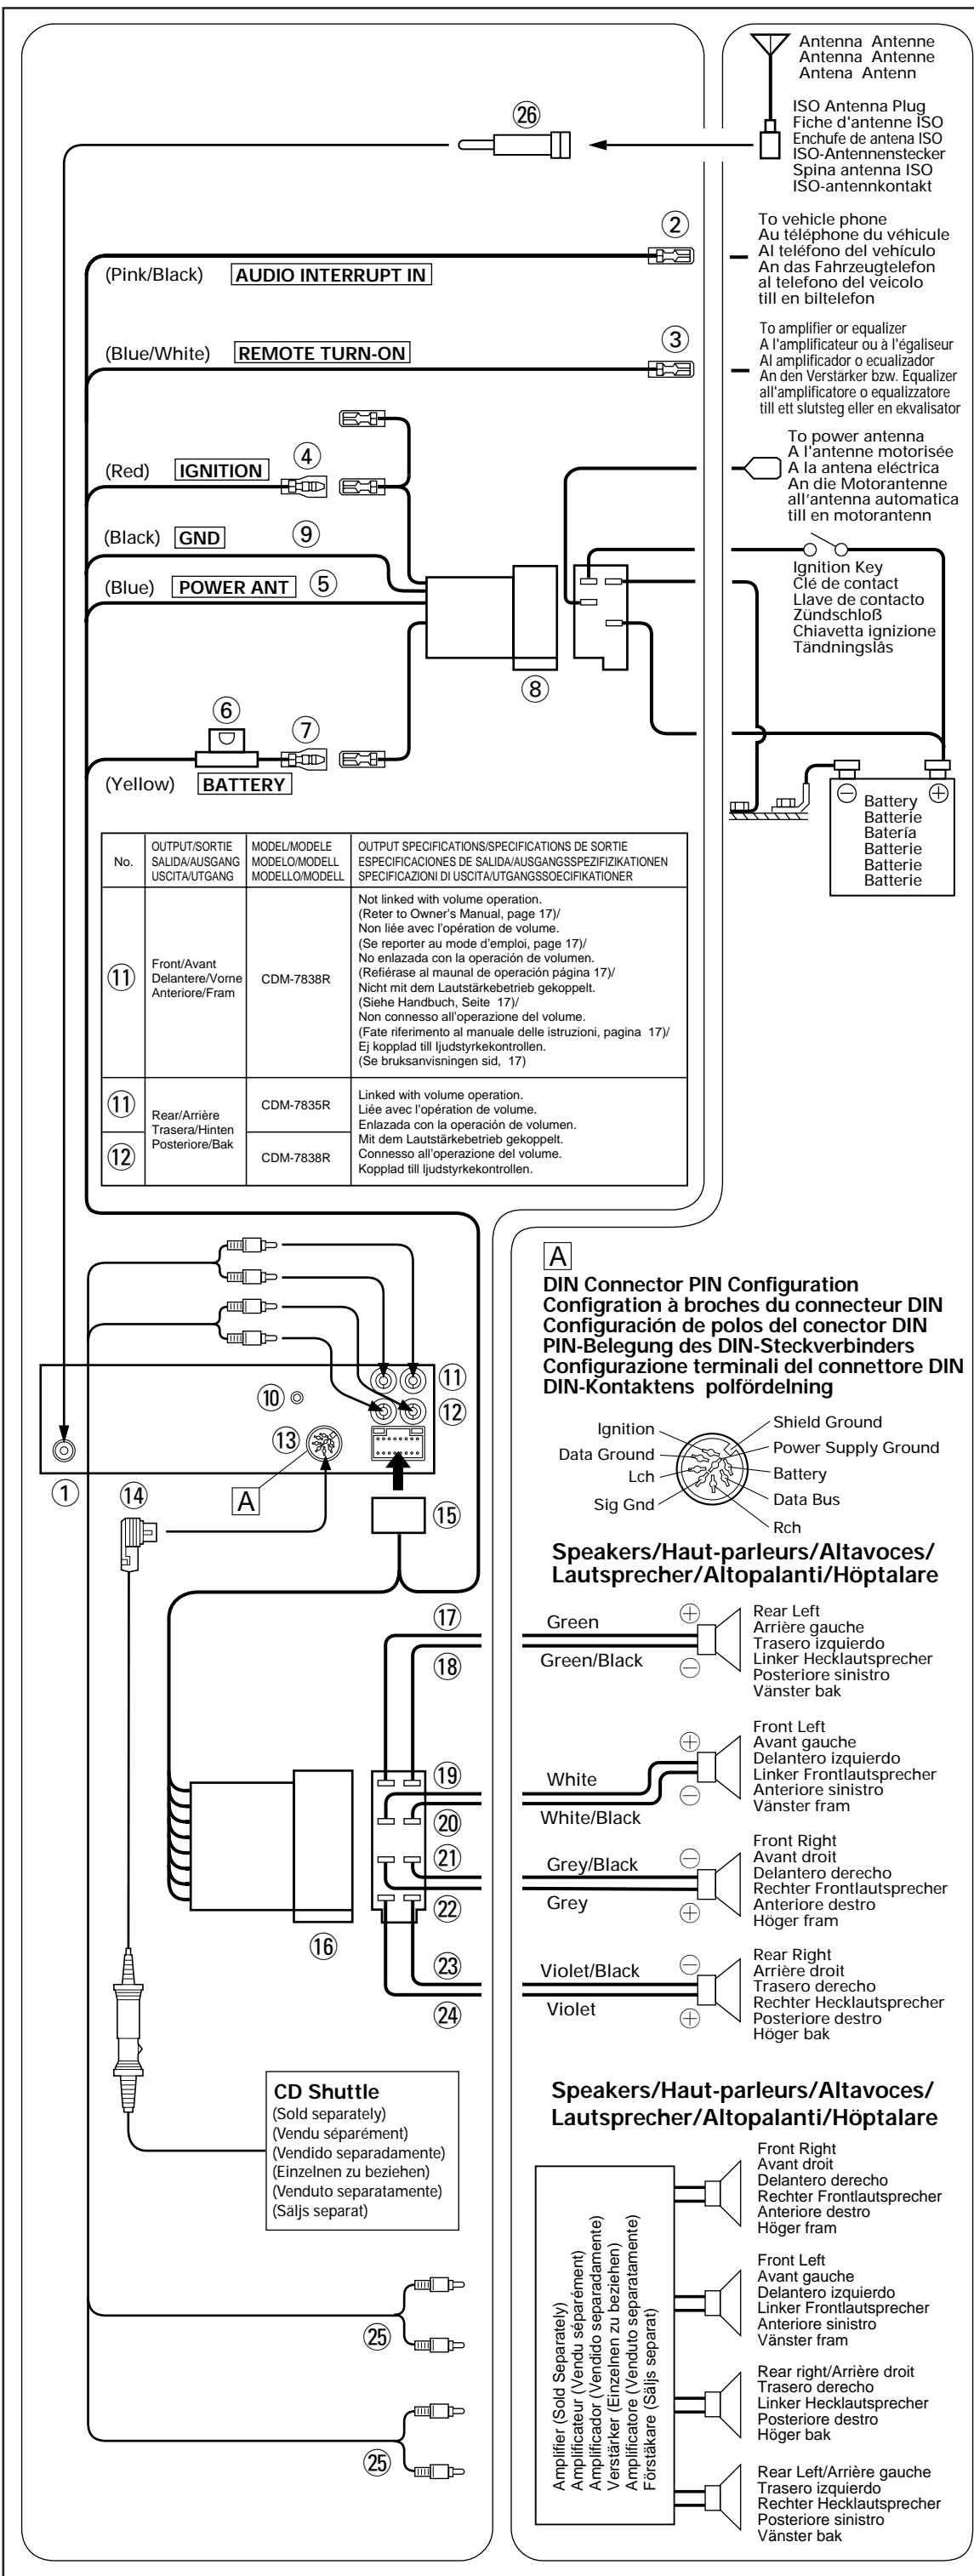 Antenna Antenne
Antenna Antenne
Antena Antenn
26
ISO Antenna Plug
Fiche d'antenne ISO
Enchufe de antena ISO
ISO-Antennenstecker
Spina antenna ISO
ISO-antennkontakt
2
(Pink/Black) AUDIO INTERRUPT IN
To vehicle phone
Au téléphone du véhicule
Al teléfono del vehículo
An das Fahrzeugtelefon
al telefono del veicolo
till en biltelefon
3
(Blue/White) REMOTE TURN-ON
To amplifier or equalizer
A l'amplificateur ou à l'égaliseur
Al amplificador o ecualizador
An den Verstärker bzw. Equalizer
all'amplificatore o equalizzatore
till ett slutsteg eller en ekvalisator
4
(Red) IGNITION
To power antenna
A l'antenne motorisée
A la antena eléctrica
An die Motorantenne
all'antenna automatica
till en motorantenn
(Black) GND 9
(Blue) POWER ANT 5
Ignition Key
Clé de contact
Llave de contacto
Zündschloß
Chiavetta ignizione
Tändningslås
8
6
7
(Yellow) BATTERY
⊖ Battery ⊕
Batterie
Batería
Batterie
Batterie
Batterie
No.
OUTPUT/SORTIE
SALIDA/AUSGANG
USCITA/UTGANG
MODEL/MODELE
MODELO/MODELL
MODELLO/MODELL
OUTPUT SPECIFICATIONS/SPECIFICATIONS DE SORTIE
ESPECIFICACIONES DE SALIDA/AUSGANGSSPEZIFIZIKATIONEN
SPECIFICAZIONI DI USCITA/UTGANGSSOECIFIKATIONER
11
Front/Avant
Delantere/Vorne
Anteriore/Fram
CDM-7838R
Not linked with volume operation.
(Reter to Owner's Manual, page 17)/
Non liée avec l'opération de volume.
(Se reporter au mode d'emploi, page 17)/
No enlazada con la operación de volumen.
(Refiérase al maunal de operación página 17)/
Nicht mit dem Lautstärkebetrieb gekoppelt.
(Siehe Handbuch, Seite 17)/
Non connesso all'operazione del volume.
(Fate riferimento al manuale delle istruzioni, pagina 17)/
Ej kopplad till ljudstyrkekontrollen.
(Se bruksanvisningen sid, 17)
11
12
Rear/Arrière
Trasera/Hinten
Posteriore/Bak
CDM-7835R
CDM-7838R
Linked with volume operation.
Liée avec l'opération de volume.
Enlazada con la operación de volumen.
Mit dem Lautstärkebetrieb gekoppelt.
Connesso all'operazione del volume.
Kopplad till ljudstyrkekontrollen.
A
DIN Connector PIN Configuration
Configration à broches du connecteur DIN
Configuración de polos del conector DIN
PIN-Belegung des DIN-Steckverbinders
Configurazione terminali del connettore DIN
DIN-Kontaktens polfördelning
11
10
12
13
1
14
A
15
Ignition
Data Ground
Lch
Sig Gnd
Shield Ground
Power Supply Ground
Battery
Data Bus
Rch
Speakers/Haut-parleurs/Altavoces/
Lautsprecher/Altopalanti/Höptalare
17
Green
⊕
18
Green/Black
⊖
Rear Left
Arrière gauche
Trasero izquierdo
Linker Hecklautsprecher
Posteriore sinistro
Vänster bak
19
White
⊕
20
White/Black
⊖
Front Left
Avant gauche
Delantero izquierdo
Linker Frontlautsprecher
Anteriore sinistro
Vänster fram
21
Grey/Black
⊖
22
Grey
⊕
Front Right
Avant droit
Delantero derecho
Rechter Frontlautsprecher
Anteriore destro
Höger fram
16
23
Violet/Black
⊖
24
Violet
⊕
Rear Right
Arrière droit
Trasero derecho
Rechter Hecklautsprecher
Posteriore destro
Höger bak
CD Shuttle
(Sold separately)
(Vendu séparément)
(Vendido separadamente)
(Einzelnen zu beziehen)
(Venduto separatamente)
(Säljs separat)
Speakers/Haut-parleurs/Altavoces/
Lautsprecher/Altopalanti/Höptalare
Amplifier (Sold Separately)
Amplificateur (Vendu séparément)
Amplificador (Vendido separadamente)
Verstärker (Einzelnen zu beziehen)
Amplificatore (Venduto separatamente)
Förstäkare (Säljs separat)
Front Right
Avant droit
Delantero derecho
Rechter Frontlautsprecher
Anteriore destro
Höger fram
Front Left
Avant gauche
Delantero izquierdo
Linker Frontlautsprecher
Anteriore sinistro
Vänster fram
Rear right/Arrière droit
Trasero derecho
Linker Hecklautsprecher
Posteriore destro
Höger bak
Rear Left/Arrière gauche
Trasero izquierdo
Rechter Hecklautsprecher
Posteriore sinistro
Vänster bak
25
25